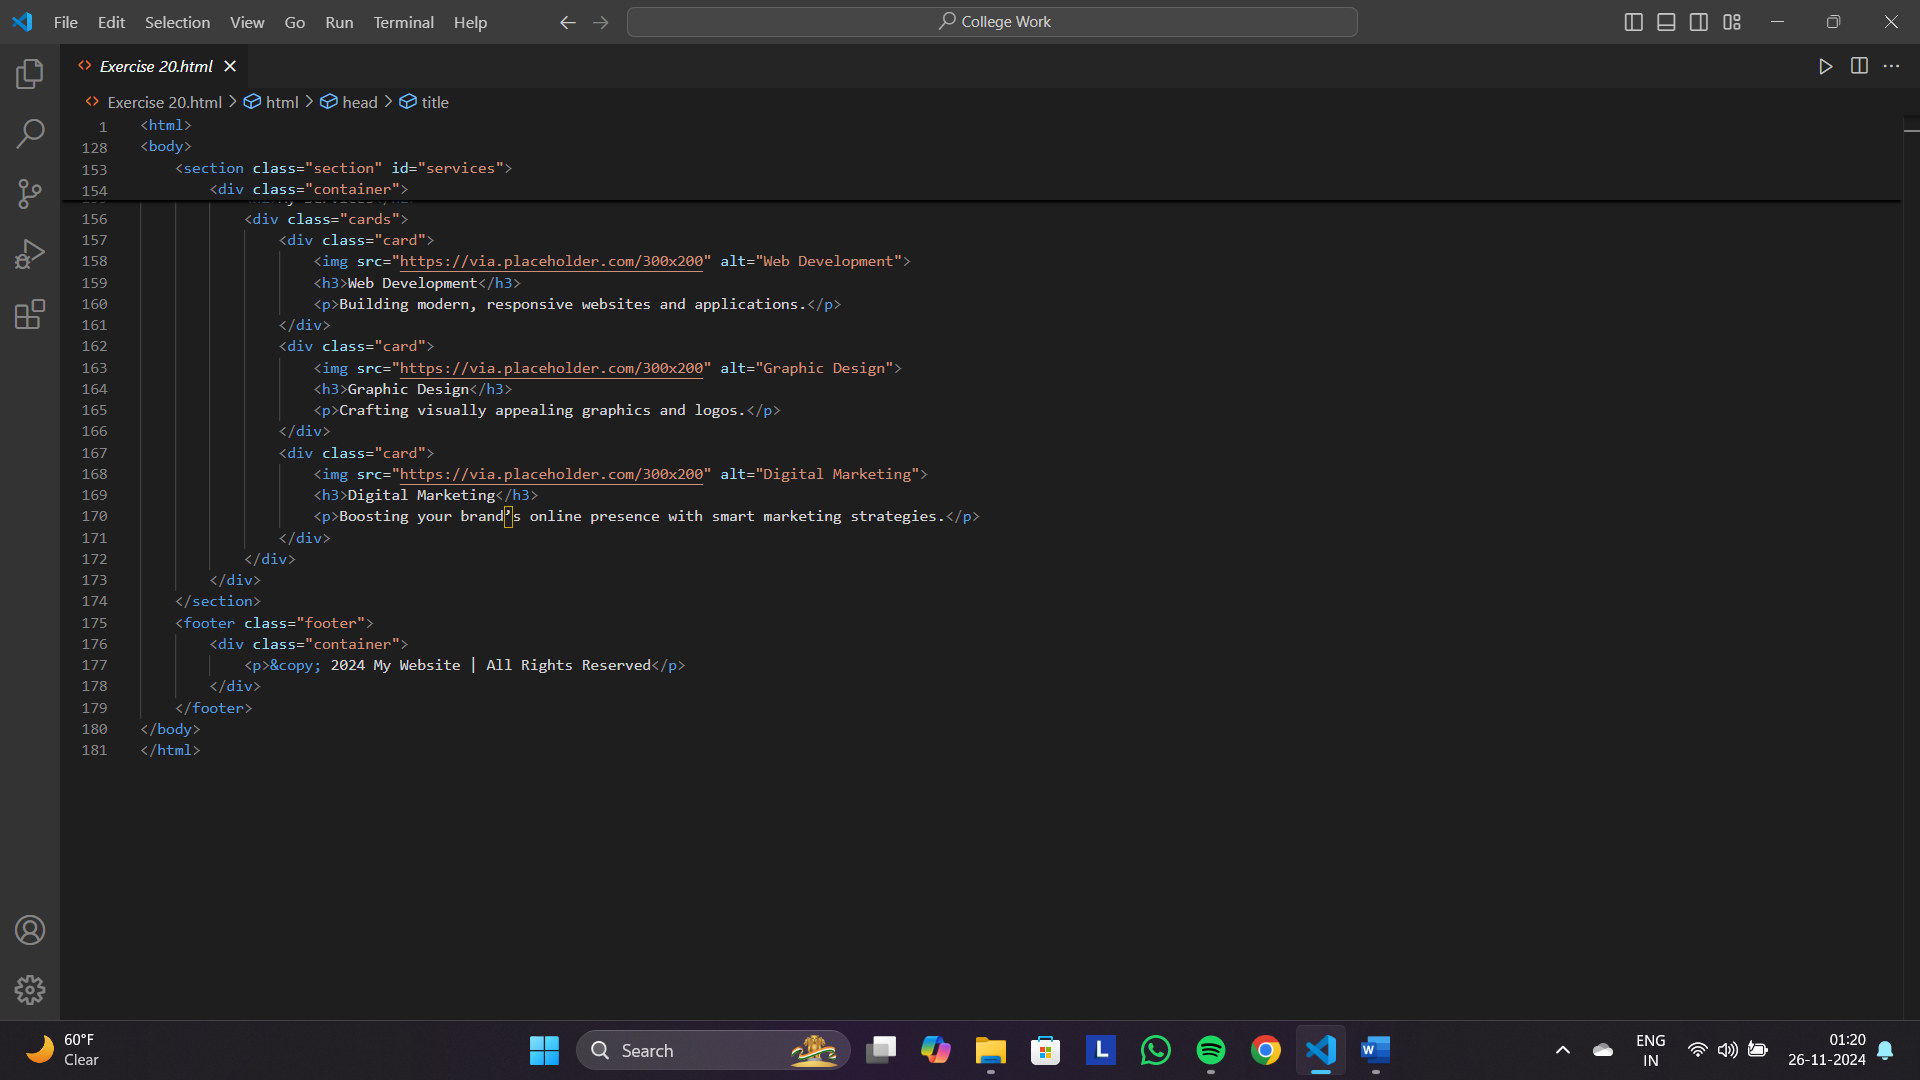 File Edit Selection View Go Run Terminal Help
College Work
Exercise 20.html
Exercise 20.html > html > head > title
1 <html>
128 <body>
153 <section class="section" id="services">
154 <div class="container">
156 <div class="cards">
157 <div class="card">
158 <img src="https://via.placeholder.com/300x200" alt="Web Development">
159 <h3>Web Development</h3>
160 <p>Building modern, responsive websites and applications.</p>
161 </div>
162 <div class="card">
163 <img src="https://via.placeholder.com/300x200" alt="Graphic Design">
164 <h3>Graphic Design</h3>
165 <p>Crafting visually appealing graphics and logos.</p>
166 </div>
167 <div class="card">
168 <img src="https://via.placeholder.com/300x200" alt="Digital Marketing">
169 <h3>Digital Marketing</h3>
170 <p>Boosting your brand’s online presence with smart marketing strategies.</p>
171 </div>
172 </div>
173 </div>
174 </section>
175 <footer class="footer">
176 <div class="container">
177 <p>&copy; 2024 My Website | All Rights Reserved</p>
178 </div>
179 </footer>
180 </body>
181 </html>
60°F
Clear
Search
L
W
ENG
IN
01:20
26-11-2024